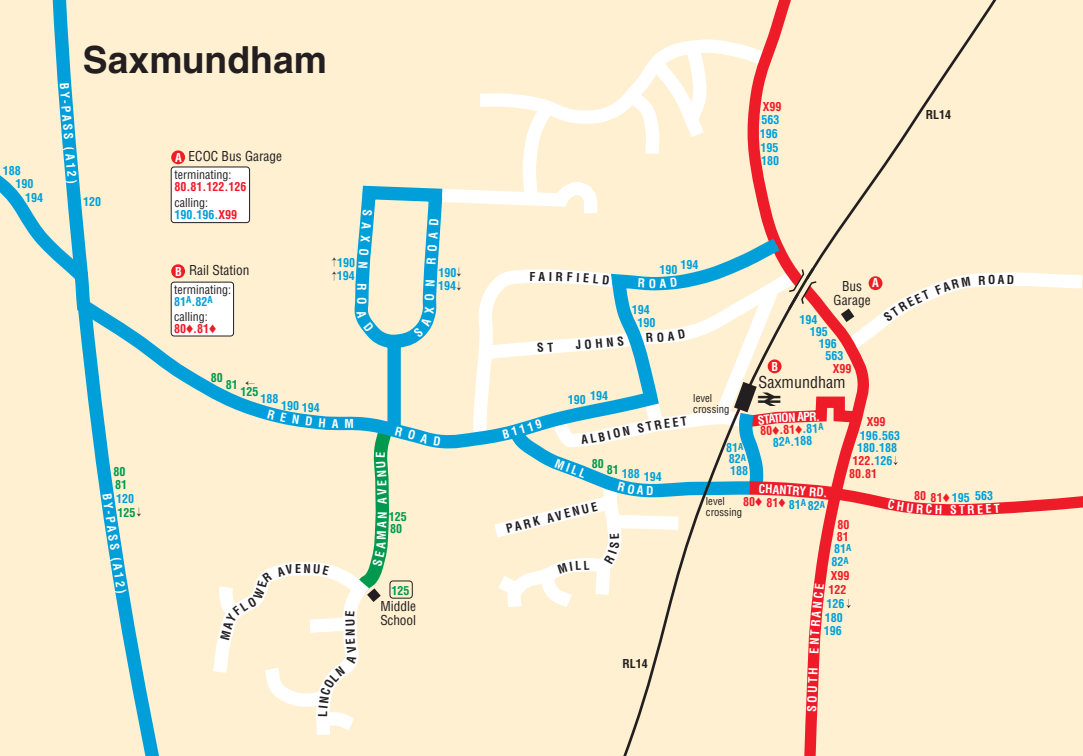 Saxmundham
BY-PASS (A12)
188
190
194
120
A ECOC Bus Garage
terminating:
80.81.122.126
calling:
190.196.X99
B Rail Station
terminating:
81A.82A
calling:
80♦.81♦
X99
563
196
195
180
RL14
SAXON ROAD
SAXON ROAD
↑190
↑194
190↓
194↓
FAIRFIELD ROAD
190 194
194
190
ST JOHNS ROAD
Bus
Garage
A
STREET FARM ROAD
194
195
196
563
X99
B
Saxmundham
level
crossing
80
81
←
125
188
190
194
RENDHAM ROAD
B1119
190 194
ALBION STREET
STATION APR.
80♦.81♦.81A
82A.188
81A
82A
188
X99
196.563
180.188
122.126↓
80.81
MILL ROAD
80 81 188 194
level
crossing
CHANTRY RD.
80♦ 81♦ 81A 82A
80 81♦ 195 563
CHURCH STREET
80
81
120
125↓
BY-PASS (A12)
SEAMAN AVENUE
125
80
PARK AVENUE
MILL RISE
80
81
81A
82A
X99
122
126↓
180
196
SOUTH ENTRANCE
MAYFLOWER AVENUE
125
Middle
School
LINCOLN AVENUE
RL14